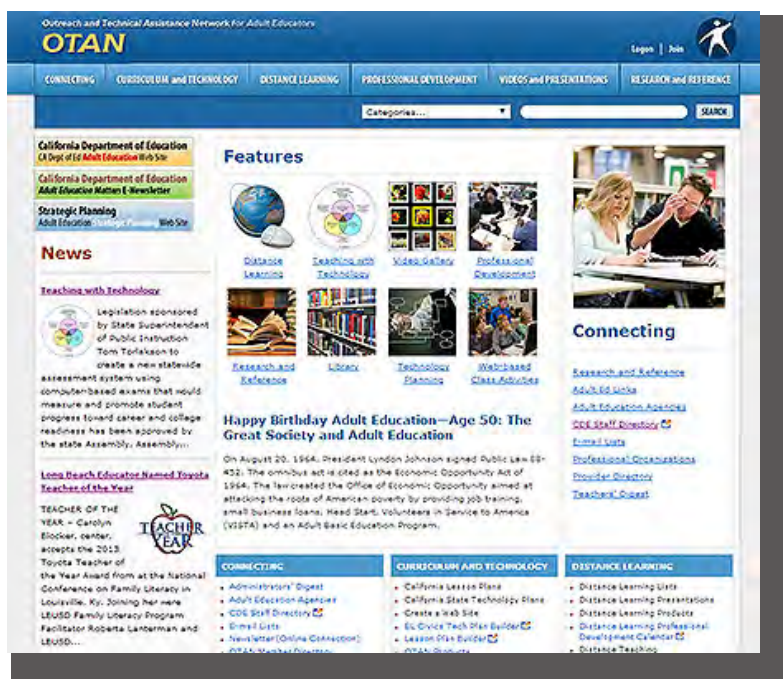 Outreach and Technical Assistance Network for Adult Educators
OTAN
Logon | Join
CONNECTING
CURRICULUM and TECHNOLOGY
DISTANCE LEARNING
PROFESSIONAL DEVELOPMENT
VIDEOS and PRESENTATIONS
RESEARCH and REFERENCE
Categories...
SEARCH
California Department of Education
CA Dept of Ed Adult Education Web Site
California Department of Education
Adult Education Matters E-Newsletter
Strategic Planning
Adult Education Strategic Planning Web Site
News
Teaching with Technology
Legislation sponsored
by State Superintendent
of Public Instruction
Tom Torlakson to
create a new statewide
assessment system using
computer-based exams that would
measure and promote student
progress toward career and college
readiness has been approved by
the state Assembly. Assembly...
Long Beach Educator Named Toyota
Teacher of the Year
TEACHER OF THE
YEAR – Carolyn
Blocker, center,
accepts the 2013
Toyota Teacher of
the Year Award from at the National
Conference on Family Literacy in
Louisville, Ky. Joining her were
LBUSD Family Literacy Program
Facilitator Roberta Lanterman and
LBUSD...
TEACHER
YEAR
Features
Distance
Learning
Teaching with
Technology
Video Gallery
Professional
Development
Research and
Reference
Library
Technology
Planning
Web-based
Class Activities
Happy Birthday Adult Education—Age 50: The
Great Society and Adult Education
On August 20, 1964, President Lyndon Johnson signed Public Law 88-
452. The omnibus act is cited as the Economic Opportunity Act of
1964. The law created the Office of Economic Opportunity aimed at
attacking the roots of American poverty by providing job training,
small business loans, Head Start, Volunteers in Service to America
(VISTA) and an Adult Basic Education Program.
Connecting
Research and Reference
Adult Ed Links
Adult Education Agencies
CDE Staff Directory
E-mail Lists
Professional Organizations
Provider Directory
Teachers' Digest
CONNECTING
Administrators' Digest
Adult Education Agencies
CDE Staff Directory
E-mail Lists
Newsletter (Online Connection)
OTAN Member Directory
CURRICULUM AND TECHNOLOGY
California Lesson Plans
California State Technology Plans
Create a Web Site
EL Civics Tech Plan Builder
Lesson Plan Builder
OTAN Products
DISTANCE LEARNING
Distance Learning Lists
Distance Learning Presentations
Distance Learning Products
Distance Learning Professional
Development Calendar
Distance Teaching